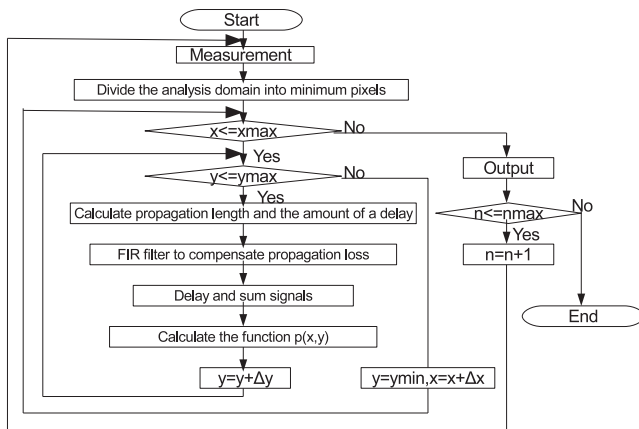 Start
Measurement
Divide the analysis domain into minimum pixels
x<=xmax
No
Yes
Output
y<=ymax
No
Yes
n<=nmax
No
Calculate propagation length and the amount of a delay
Yes
FIR filter to compensate propagation loss
n=n+1
Delay and sum signals
End
Calculate the function p(x,y)
y=y+Δy
y=ymin,x=x+Δx